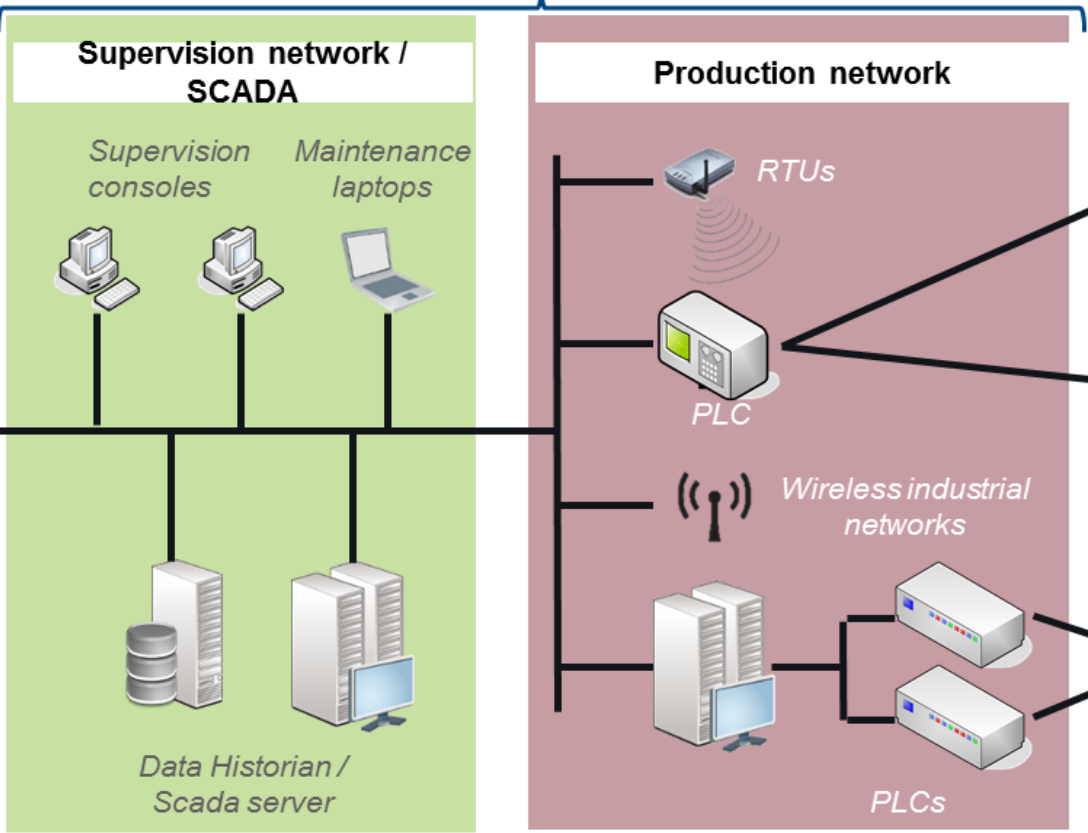 Supervision network /
SCADA
Production network
Supervision
consoles
Maintenance
laptops
RTUs
PLC
Wireless industrial
networks
Data Historian /
Scada server
PLCs